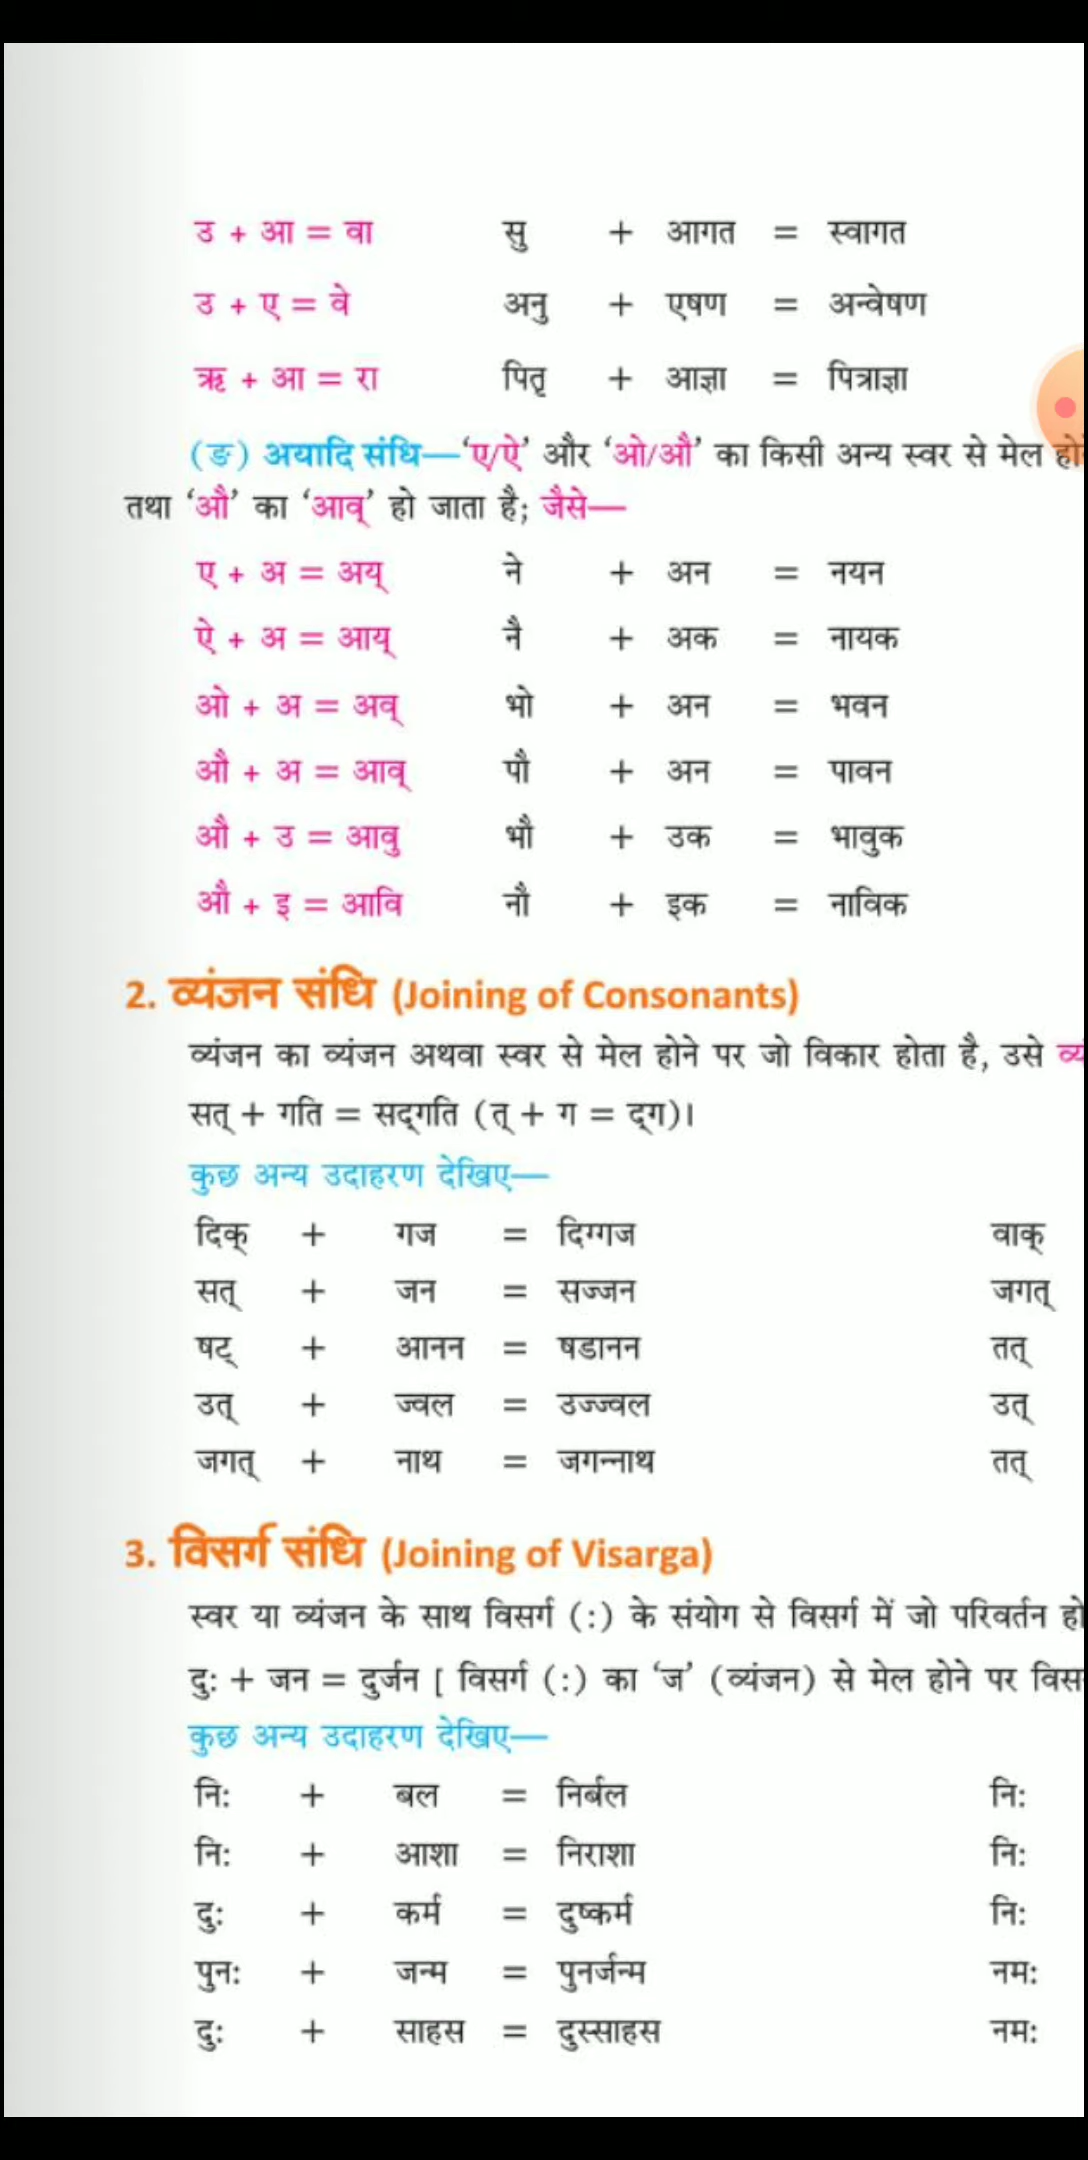 उ + आ = वा सु + आगत = स्वागत
उ + ए = वे अनु + एषण = अन्वेषण
ऋ + आ = रा पितृ + आज्ञा = पित्राज्ञा
(ङ) अयादि संधि—‘ए/ऐ’ और ‘ओ/औ’ का किसी अन्य स्वर से मेल
तथा ‘औ’ का ‘आव्’ हो जाता है; जैसे—
ए + अ = अय् ने + अन = नयन
ऐ + अ = आय् नै + अक = नायक
ओ + अ = अव् भो + अन = भवन
औ + अ = आव् पौ + अन = पावन
औ + उ = आवु भौ + उक = भावुक
औ + इ = आवि नौ + इक = नाविक
2. व्यंजन संधि (Joining of Consonants)
व्यंजन का व्यंजन अथवा स्वर से मेल होने पर जो विकार होता है, उसे
सत् + गति = सद्‌गति (त् + ग = द्‌ग)।
कुछ अन्य उदाहरण देखिए—
दिक् + गज = दिग्गज वाक्
सत् + जन = सज्जन जगत्
षट् + आनन = षडानन तत्
उत् + ज्वल = उज्ज्वल उत्
जगत् + नाथ = जगन्नाथ तत्
3. विसर्ग संधि (Joining of Visarga)
स्वर या व्यंजन के साथ विसर्ग (:) के संयोग से विसर्ग में जो परिवर्तन
दुः + जन = दुर्जन [ विसर्ग (:) का ‘ज’ (व्यंजन) से मेल होने पर
कुछ अन्य उदाहरण देखिए—
निः + बल = निर्बल निः
निः + आशा = निराशा निः
दुः + कर्म = दुष्कर्म निः
पुनः + जन्म = पुनर्जन्म नमः
दुः + साहस = दुस्साहस नमः